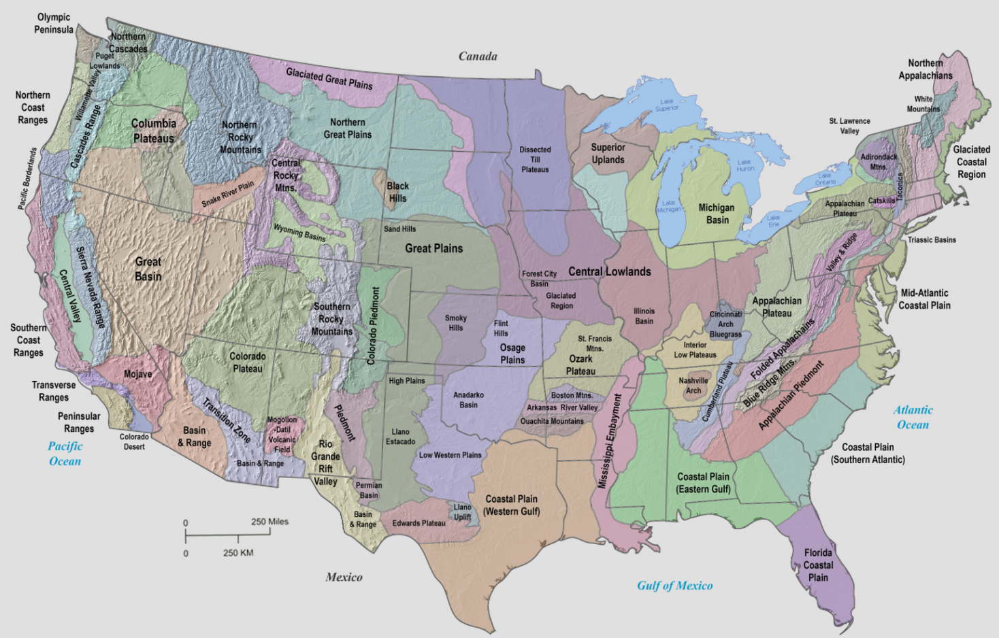 Olympic
Peninsula
Northern
Cascades
Puget
Lowlands
Willamette Valley
Northern
Coast
Ranges
Cascades Range
Columbia
Plateaus
Northern
Rocky
Mountains
Pacific Borderlands
Snake River Plain
Canada
Glaciated Great Plains
Northern
Great Plains
Central
Rocky
Mtns.
Black
Hills
Wyoming Basins
Sand Hills
Great Plains
Dissected
Till
Plateaus
Superior
Uplands
Lake
Superior
Lake
Michigan
Lake
Huron
Lake
Erie
Lake
Ontario
Michigan
Basin
Northern
Appalachians
White
Mountains
St. Lawrence
Valley
Adirondack
Mtns.
Taconics
Glaciated
Coastal
Region
Appalachian
Plateau
Catskills
Triassic Basins
Valley & Ridge
Great
Basin
Sierra Nevada Range
Central Valley
Southern
Coast
Ranges
Transverse
Ranges
Peninsular
Ranges
Mojave
Colorado
Desert
Pacific
Ocean
Basin
& Range
Transition Zone
Colorado
Plateau
Southern
Rocky
Mountains
Colorado Piedmont
Mogollon
-Datil
Volcanic
Field
Basin & Range
Rio
Grande
Rift
Valley
Piedmont
Permian
Basin
Basin
& Range
High Plains
Llano
Estacado
Edwards Plateau
Llano
Uplift
Low Western Plains
Smoky
Hills
Flint
Hills
Osage
Plains
Anadarko
Basin
Forest City
Basin
Central Lowlands
Glaciated
Region
Illinois
Basin
St. Francis
Mtns.
Ozark
Plateau
Boston Mtns.
Arkansas River Valley
Ouachita Mountains
Mississippi Embayment
Coastal Plain
(Western Gulf)
Cincinnati
Arch
Bluegrass
Interior
Low Plateaus
Nashville
Arch
Cumberland Plateau
Appalachian
Plateau
Folded Appalachains
Blue Ridge Mtns.
Appalachian Piedmont
Mid-Atlantic
Coastal Plain
Atlantic
Ocean
Coastal Plain
(Southern Atlantic)
Coastal Plain
(Eastern Gulf)
Florida
Coastal
Plain
Gulf of Mexico
Mexico
0 250 Miles
0 250 KM